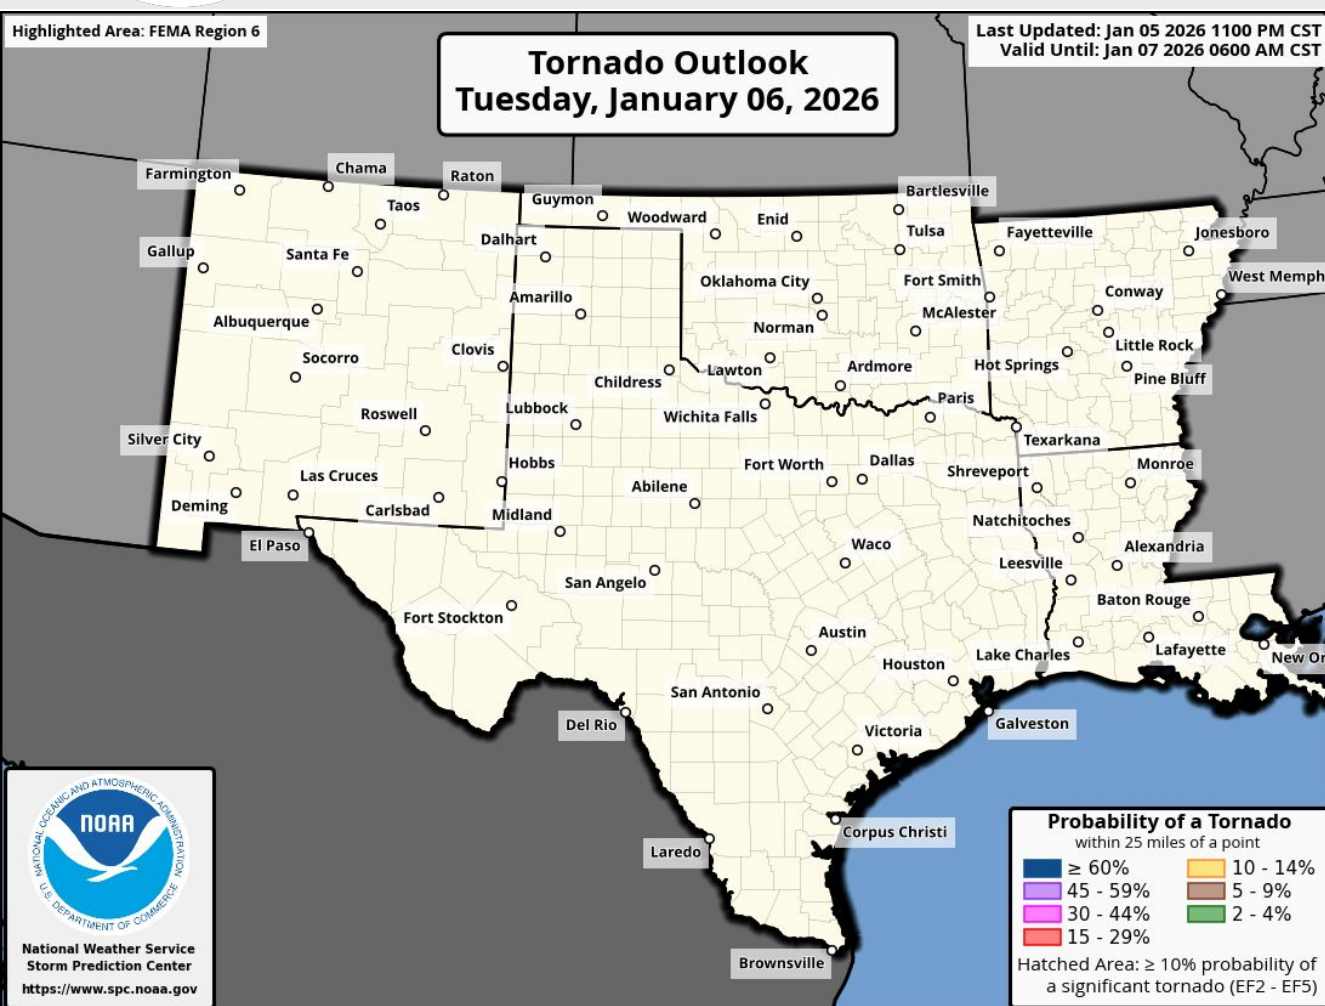 Highlighted Area: FEMA Region 6
Last Updated: Jan 05 2026 1100 PM CST
Valid Until: Jan 07 2026 0600 AM CST
Tornado Outlook
Tuesday, January 06, 2026
Farmington
Chama
Raton
Taos
Guymon
Woodward
Enid
Bartlesville
Tulsa
Fayetteville
Jonesboro
Gallup
Santa Fe
Dalhart
Oklahoma City
Fort Smith
West Memph
Amarillo
Conway
Albuquerque
Norman
McAlester
Little Rock
Socorro
Clovis
Childress
Lawton
Ardmore
Hot Springs
Pine Bluff
Roswell
Lubbock
Wichita Falls
Paris
Silver City
Texarkana
Las Cruces
Hobbs
Fort Worth
Dallas
Shreveport
Monroe
Deming
Carlsbad
Midland
Abilene
Natchitoches
El Paso
Waco
Alexandria
San Angelo
Leesville
Fort Stockton
Baton Rouge
Austin
Houston
Lake Charles
Lafayette
New Or
San Antonio
Del Rio
Victoria
Galveston
Laredo
Corpus Christi
Brownsville
NATIONAL OCEANIC AND ATMOSPHERIC ADMINISTRATION
NOAA
U.S. DEPARTMENT OF COMMERCE
National Weather Service
Storm Prediction Center
https://www.spc.noaa.gov
Probability of a Tornado
within 25 miles of a point
≥ 60%
45 - 59%
30 - 44%
15 - 29%
10 - 14%
5 - 9%
2 - 4%
Hatched Area: ≥ 10% probability of
a significant tornado (EF2 - EF5)